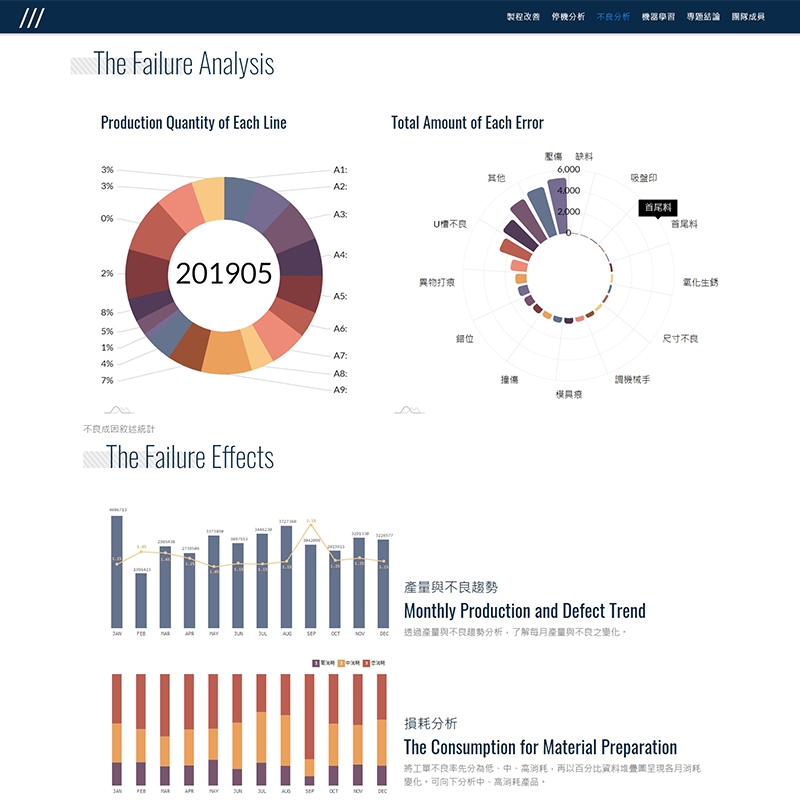 製程改善 停機分析 不良分析 機器學習 專題結論 團隊成員
The Failure Analysis
Production Quantity of Each Line
Total Amount of Each Error
3%
3%
0%
2%
8%
5%
1%
4%
7%
201905
A1:
A2:
A3:
A4:
A5:
A6:
A7:
A8:
A9:
壓傷 缺料
其他 吸盤印
6,000
4,000
2,000
0
首尾料
U槽不良 首尾料
異物打痕 氧化生銹
錯位 尺寸不良
撞傷 調機械手
模具痕
不良成因敘述統計
The Failure Effects
JAN FEB MAR APR MAY JUN JUL AUG SEP OCT NOV DEC
產量與不良趨勢
Monthly Production and Defect Trend
透過產量與不良趨勢分析，了解每月產量與不良之變化。
JAN FEB MAR APR MAY JUN JUL AUG SEP OCT NOV DEC
損耗分析
The Consumption for Material Preparation
將工單不良率先分為低、中、高消耗，再以百分比資料堆疊圖呈現各月消耗
變化。可向下分析中、高消耗產品。